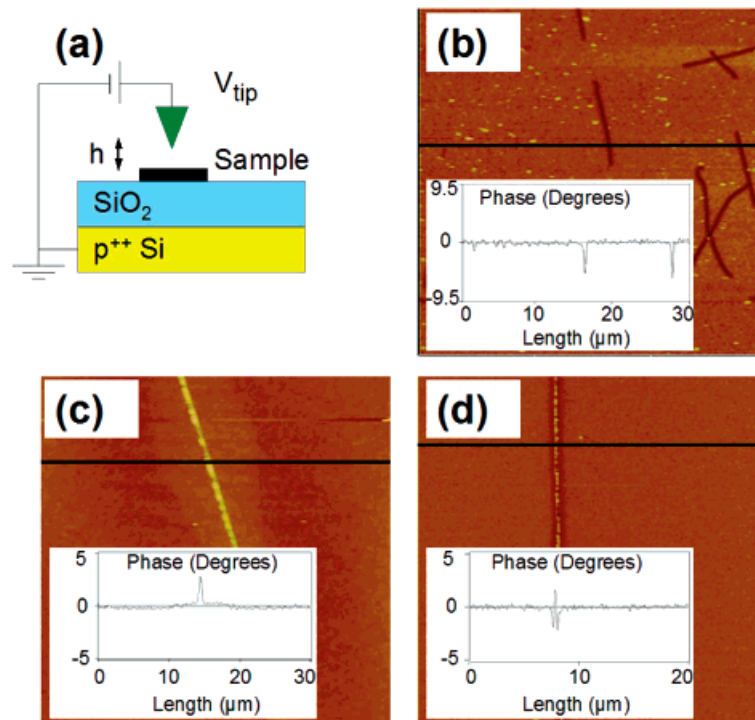 (a)
V_tip
h
Sample
SiO₂
p⁺⁺ Si
(b)
9.5
Phase (Degrees)
0
-9.5
0 10 20 30
Length (µm)
(c)
5
Phase (Degrees)
0
-5
0 10 20 30
Length (µm)
(d)
5
Phase (Degrees)
0
-5
0 10 20
Length (µm)